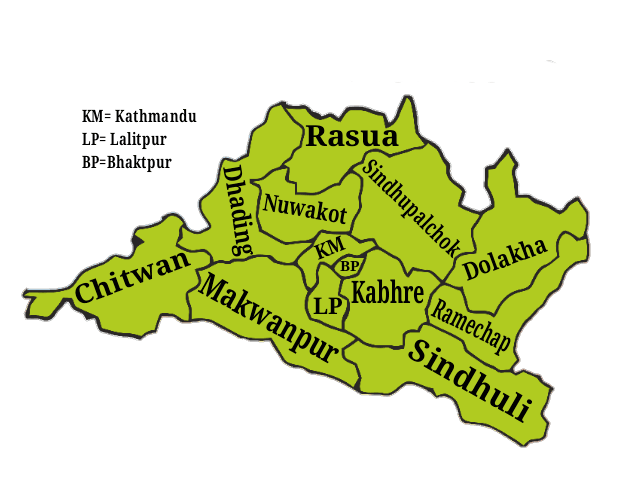 KM= Kathmandu
LP= Lalitpur
BP=Bhaktpur
Rasua
Sindhupalchok
Dhading
Nuwakot
KM
BP
Dolakha
Chitwan
Makwanpur
LP
Kabhre
Ramechap
Sindhuli